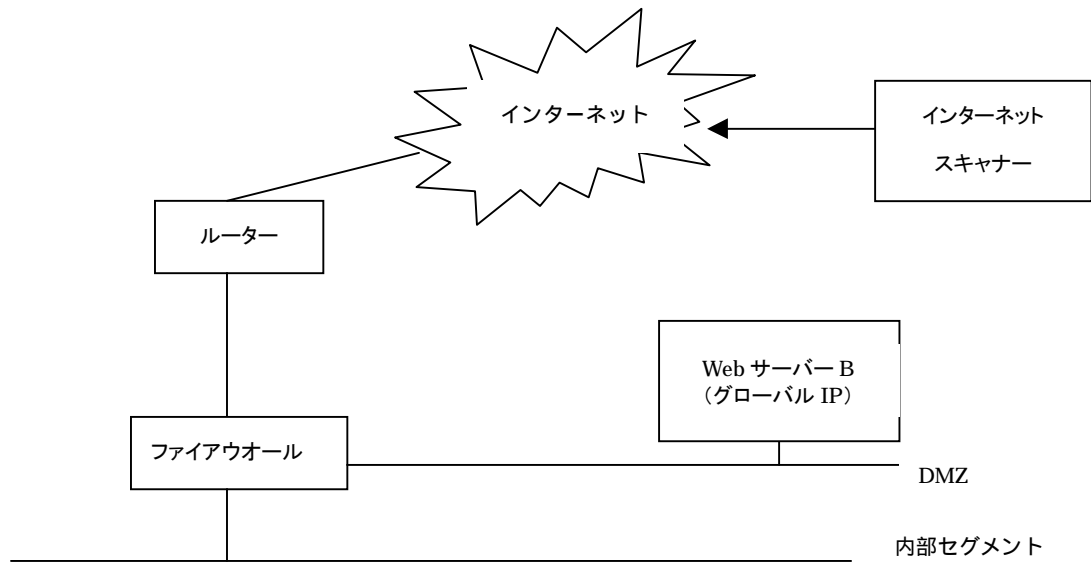 インターネット
インターネット
スキャナー
ルーター
Web サーバー B
（グローバル IP）
ファイアウオール
DMZ
内部セグメント